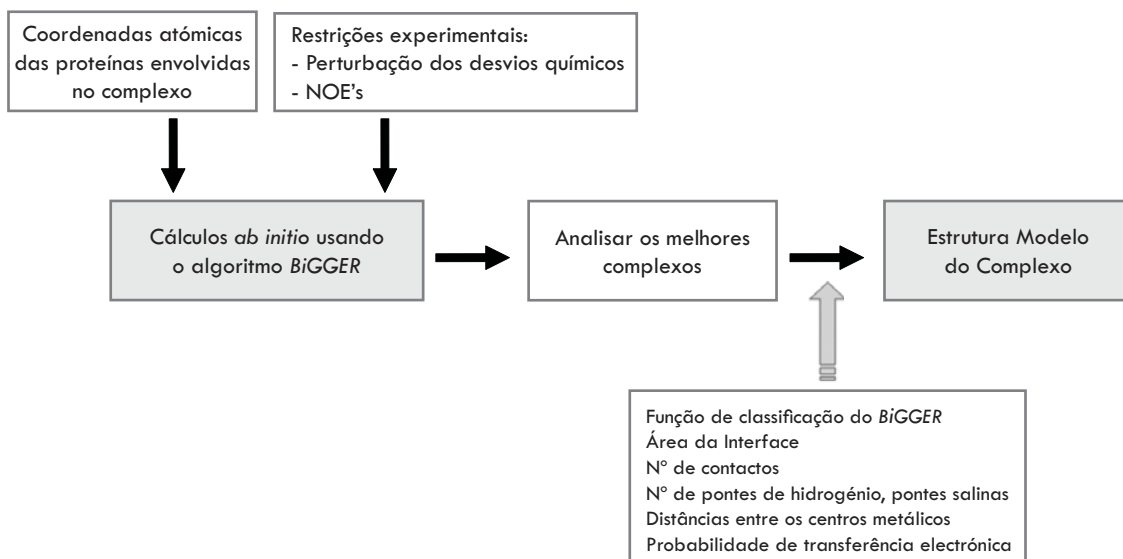 Coordenadas atómicas
das proteínas envolvidas
no complexo
Restrições experimentais:
- Perturbação dos desvios químicos
- NOE's
Cálculos ab initio usando
o algoritmo BiGGER
Analisar os melhores
complexos
Estrutura Modelo
do Complexo
Função de classificação do BiGGER
Área da Interface
Nº de contactos
Nº de pontes de hidrogénio, pontes salinas
Distâncias entre os centros metálicos
Probabilidade de transferência electrónica